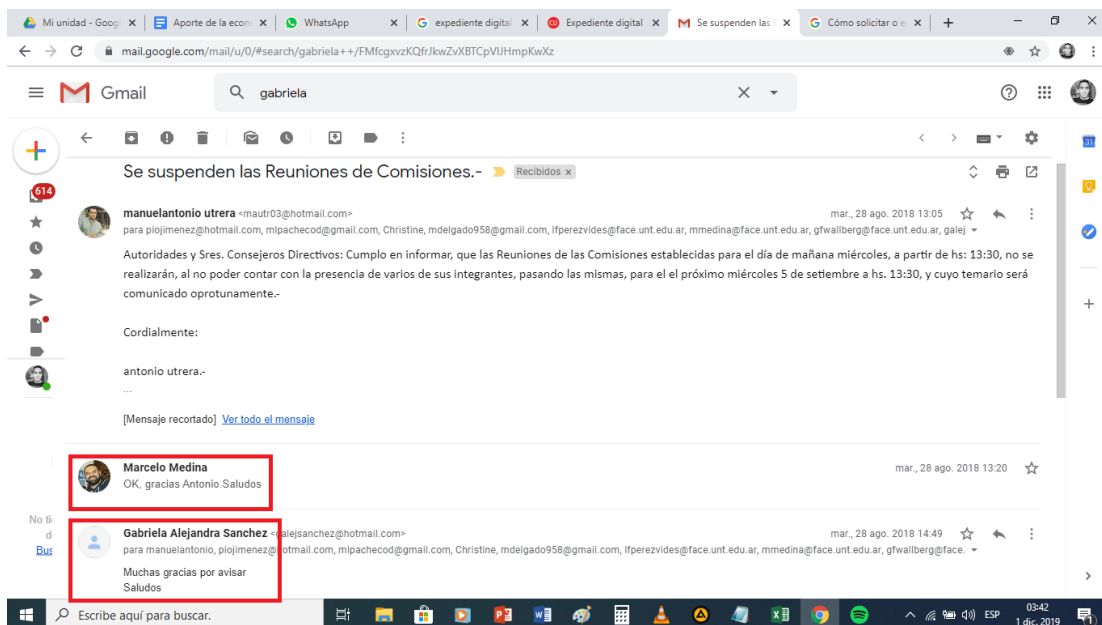 Mi unidad - Goog
Aporte de la econ
WhatsApp
expediente digital
Expediente digital
Se suspenden las
Cómo solicitar o e
mail.google.com/mail/u/0/#search/gabriela++/FMfcgxvzKQfrJkwZvXBTCpVlJHmpKwXz
Gmail
gabriela
614
31
Se suspenden las Reuniones de Comisiones.-
Recibidos x
manuelantonio utrera <mautr03@hotmail.com>
mar., 28 ago. 2018 13:05
para piojimenez@hotmail.com, mlpachecod@gmail.com, Christine, mdelgado958@gmail.com, lfperezvides@face.unt.edu.ar, mmedina@face.unt.edu.ar, gfwallberg@face.unt.edu.ar, galej
Autoridades y Sres. Consejeros Directivos: Cumplo en informar, que las Reuniones de las Comisiones establecidas para el día de mañana miércoles, a partir de hs: 13:30, no se
realizarán, al no poder contar con la presencia de varios de sus integrantes, pasando las mismas, para el el próximo miércoles 5 de setiembre a hs. 13:30, y cuyo temario será
comunicado oprotunamente.-
Cordialmente:
antonio utrera.-
...
[Mensaje recortado] Ver todo el mensaje
Marcelo Medina
mar., 28 ago. 2018 13:20
OK, gracias Antonio.Saludos
No ti
d
Bus
Gabriela Alejandra Sanchez <galejsanchez@hotmail.com>
mar., 28 ago. 2018 14:49
para manuelantonio, piojimenez@hotmail.com, mlpachecod@gmail.com, Christine, mdelgado958@gmail.com, lfperezvides@face.unt.edu.ar, mmedina@face.unt.edu.ar, gfwallberg@face.
Muchas gracias por avisar
Saludos
Escribe aquí para buscar.
ESP
03:42
1 dic. 2019